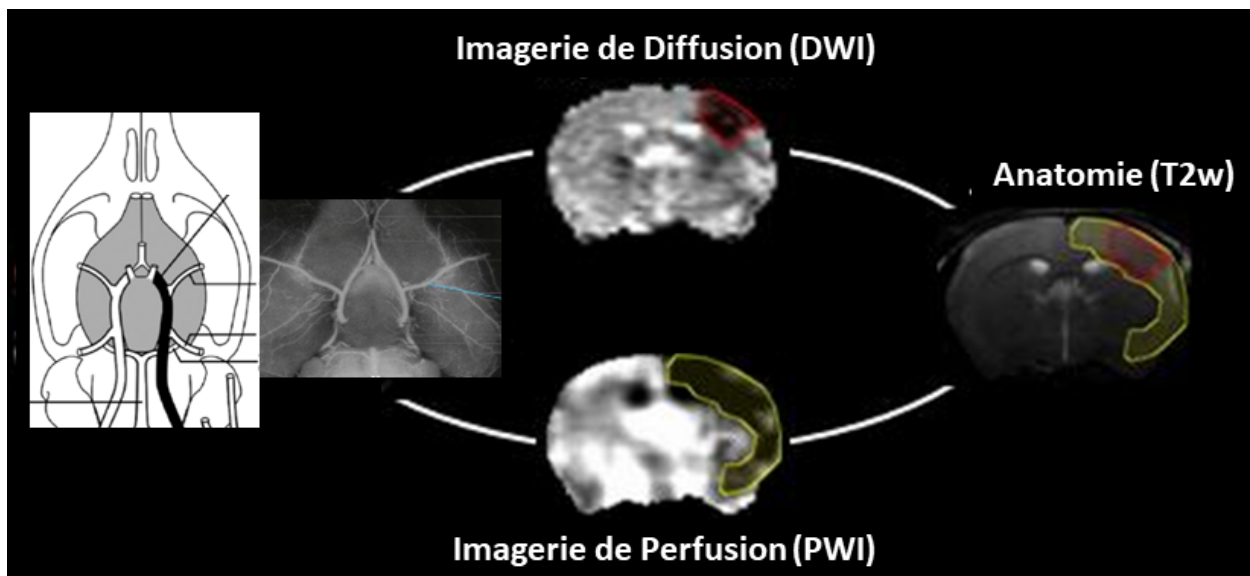 Imagerie de Diffusion (DWI)
Anatomie (T2w)
Imagerie de Perfusion (PWI)